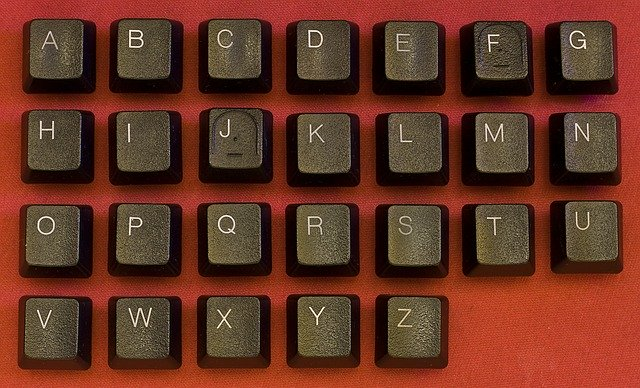 A B C D E F G
H I J K L M N
O P Q R S T U
V W X Y Z